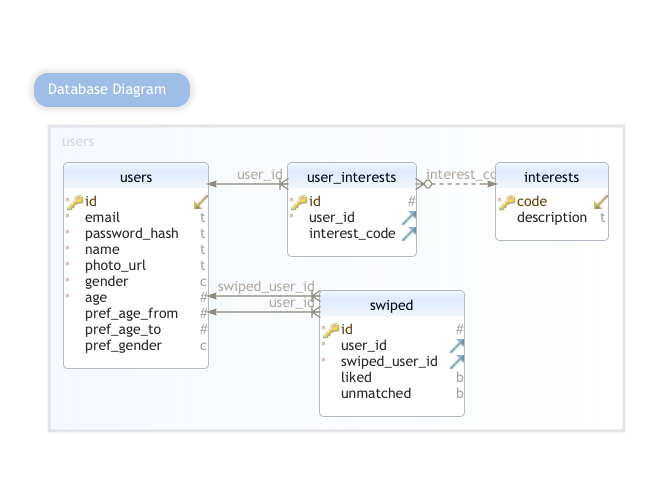 Database Diagram
users
users
id
email t
password_hash t
name t
photo_url t
gender c
age #
pref_age_from #
pref_age_to #
pref_gender c
user_id
user_interests
id #
user_id
interest_code
interest_co
interests
code
description t
swiped_user_id
user_id
swiped
id #
user_id
swiped_user_id
liked b
unmatched b